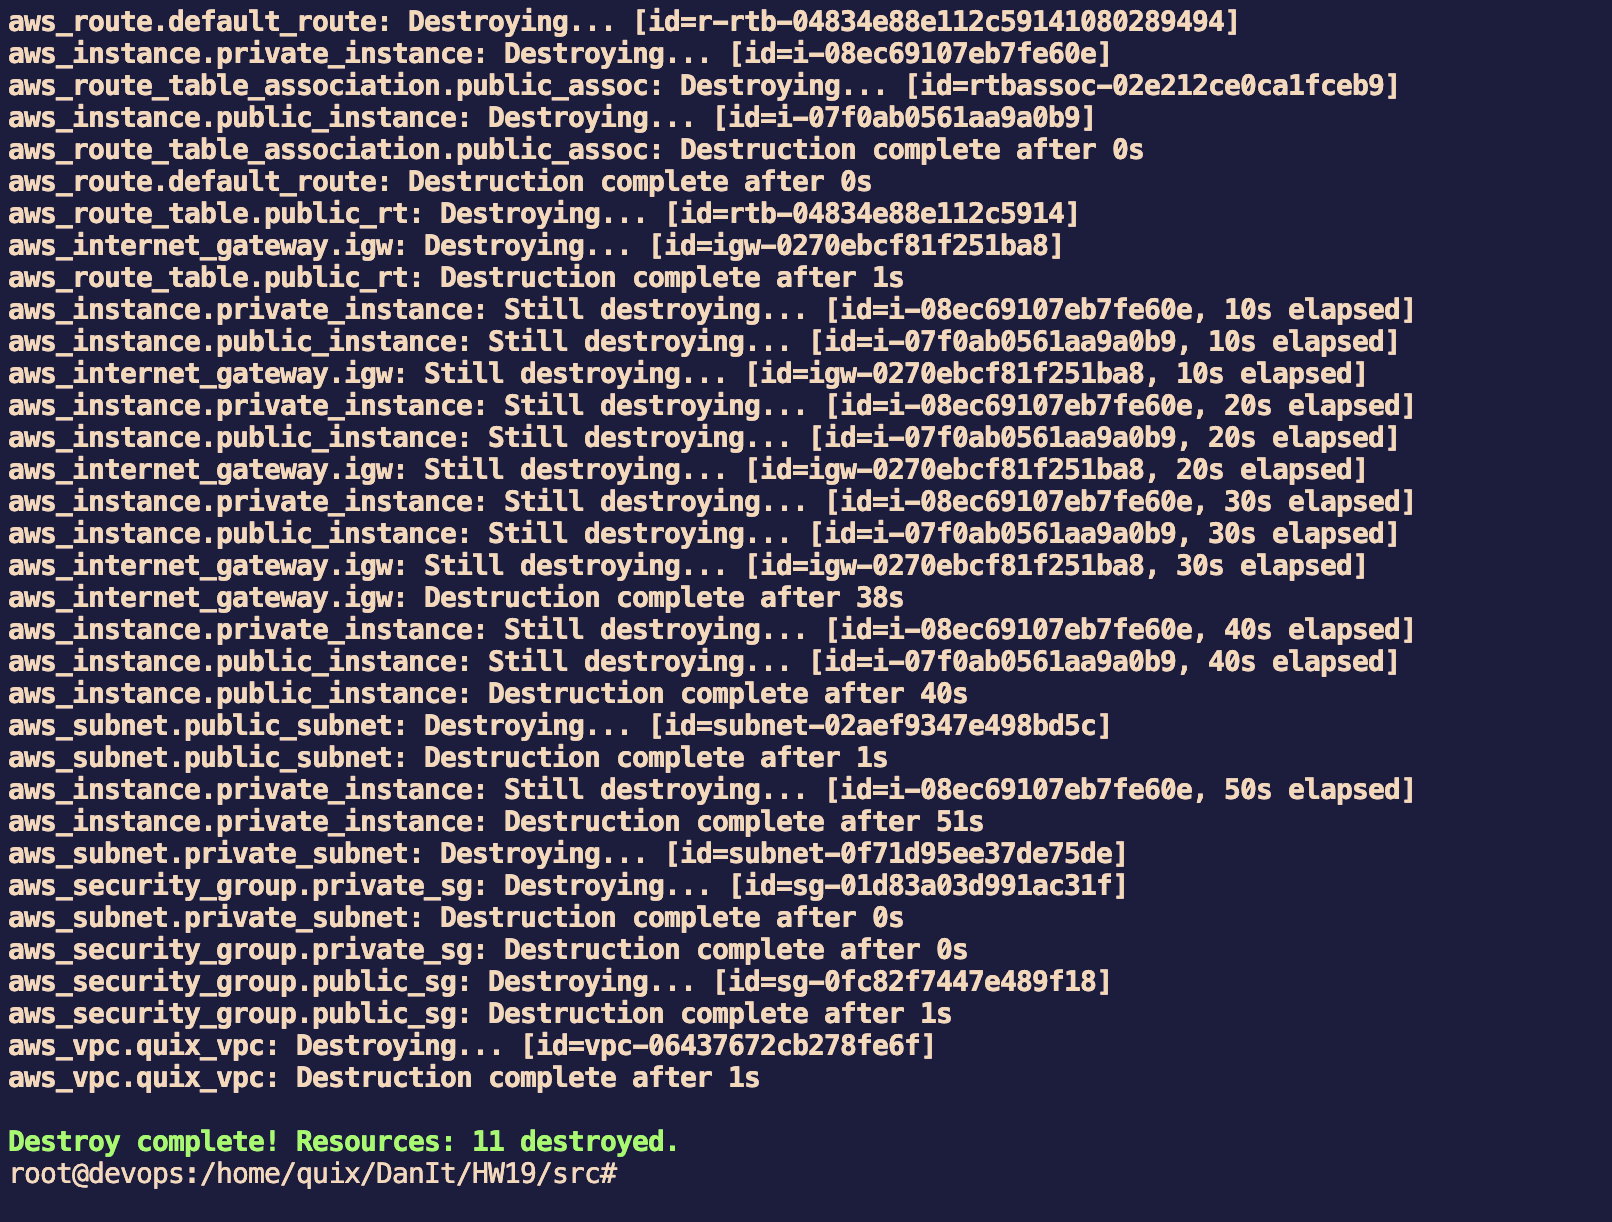 aws_route.default_route: Destroying... [id=r-rtb-04834e88e112c59141080289494]
aws_instance.private_instance: Destroying... [id=i-08ec69107eb7fe60e]
aws_route_table_association.public_assoc: Destroying... [id=rtbassoc-02e212ce0ca1fceb9]
aws_instance.public_instance: Destroying... [id=i-07f0ab0561aa9a0b9]
aws_route_table_association.public_assoc: Destruction complete after 0s
aws_route.default_route: Destruction complete after 0s
aws_route_table.public_rt: Destroying... [id=rtb-04834e88e112c5914]
aws_internet_gateway.igw: Destroying... [id=igw-0270ebcf81f251ba8]
aws_route_table.public_rt: Destruction complete after 1s
aws_instance.private_instance: Still destroying... [id=i-08ec69107eb7fe60e, 10s elapsed]
aws_instance.public_instance: Still destroying... [id=i-07f0ab0561aa9a0b9, 10s elapsed]
aws_internet_gateway.igw: Still destroying... [id=igw-0270ebcf81f251ba8, 10s elapsed]
aws_instance.private_instance: Still destroying... [id=i-08ec69107eb7fe60e, 20s elapsed]
aws_instance.public_instance: Still destroying... [id=i-07f0ab0561aa9a0b9, 20s elapsed]
aws_internet_gateway.igw: Still destroying... [id=igw-0270ebcf81f251ba8, 20s elapsed]
aws_instance.private_instance: Still destroying... [id=i-08ec69107eb7fe60e, 30s elapsed]
aws_instance.public_instance: Still destroying... [id=i-07f0ab0561aa9a0b9, 30s elapsed]
aws_internet_gateway.igw: Still destroying... [id=igw-0270ebcf81f251ba8, 30s elapsed]
aws_internet_gateway.igw: Destruction complete after 38s
aws_instance.private_instance: Still destroying... [id=i-08ec69107eb7fe60e, 40s elapsed]
aws_instance.public_instance: Still destroying... [id=i-07f0ab0561aa9a0b9, 40s elapsed]
aws_instance.public_instance: Destruction complete after 40s
aws_subnet.public_subnet: Destroying... [id=subnet-02aef9347e498bd5c]
aws_subnet.public_subnet: Destruction complete after 1s
aws_instance.private_instance: Still destroying... [id=i-08ec69107eb7fe60e, 50s elapsed]
aws_instance.private_instance: Destruction complete after 51s
aws_subnet.private_subnet: Destroying... [id=subnet-0f71d95ee37de75de]
aws_security_group.private_sg: Destroying... [id=sg-01d83a03d991ac31f]
aws_subnet.private_subnet: Destruction complete after 0s
aws_security_group.private_sg: Destruction complete after 0s
aws_security_group.public_sg: Destroying... [id=sg-0fc82f7447e489f18]
aws_security_group.public_sg: Destruction complete after 1s
aws_vpc.quix_vpc: Destroying... [id=vpc-06437672cb278fe6f]
aws_vpc.quix_vpc: Destruction complete after 1s
Destroy complete! Resources: 11 destroyed.
root@devops:/home/quix/DanIt/HW19/src#